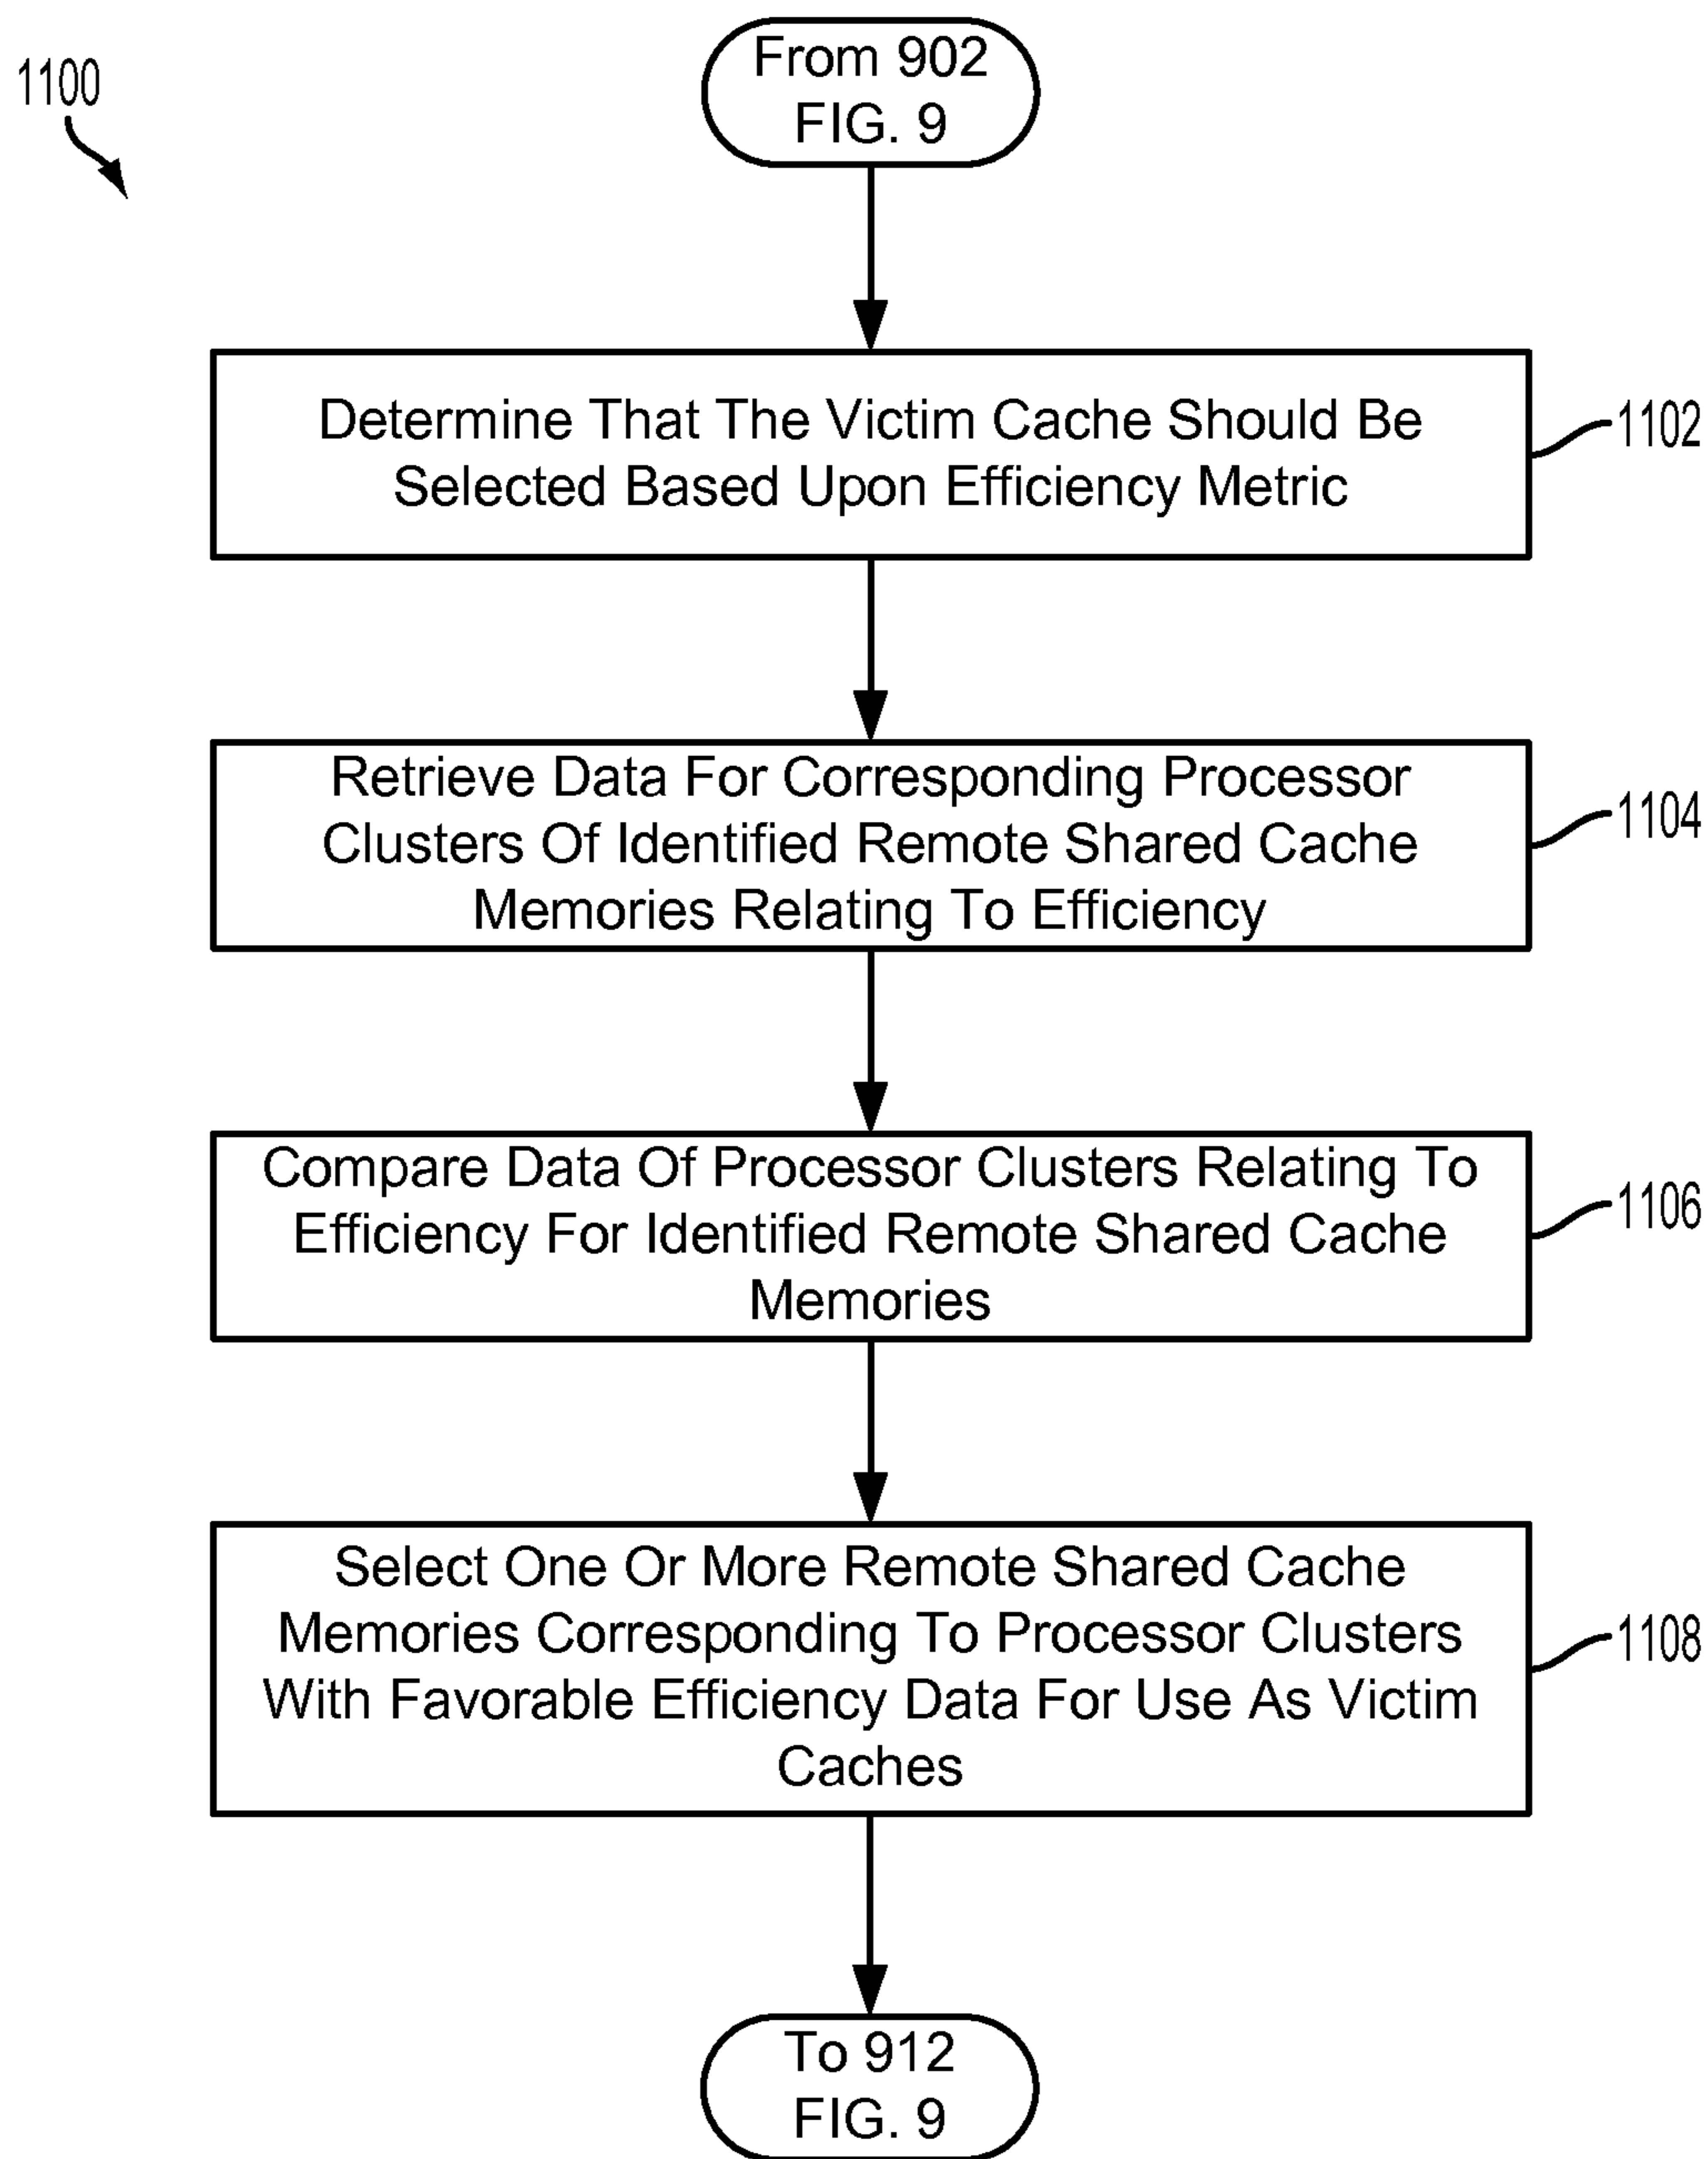 1100
From 902
FIG. 9
Determine That The Victim Cache Should Be
Selected Based Upon Efficiency Metric
1102
Retrieve Data For Corresponding Processor
Clusters Of Identified Remote Shared Cache
Memories Relating To Efficiency
1104
Compare Data Of Processor Clusters Relating To
Efficiency For Identified Remote Shared Cache
Memories
1106
Select One Or More Remote Shared Cache
Memories Corresponding To Processor Clusters
With Favorable Efficiency Data For Use As Victim
Caches
1108
To 912
FIG. 9